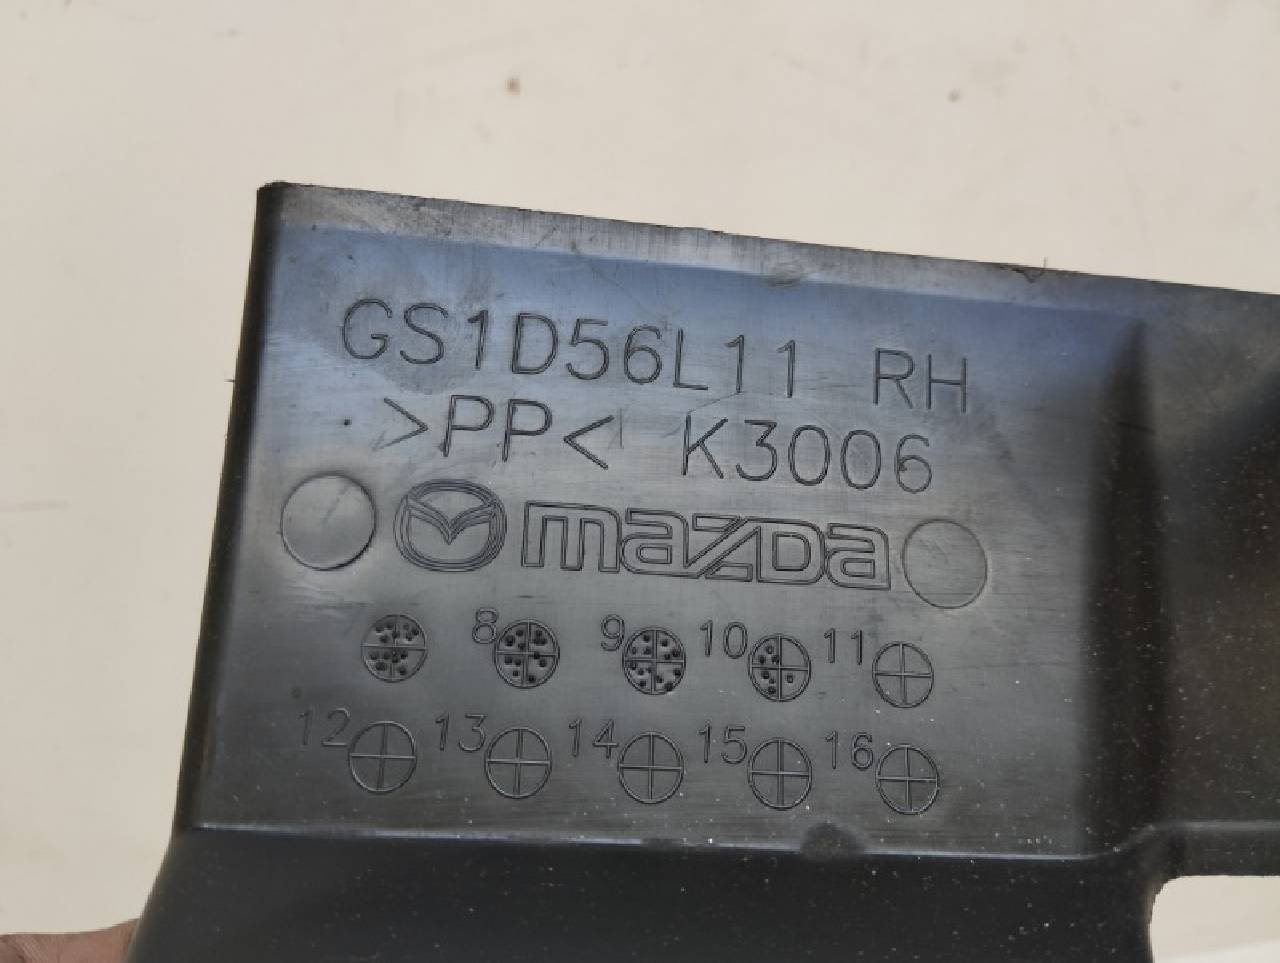 GS1D56L11 RH
>PP< K3006
mazda
8 9 10 11
12 13 14 15 16